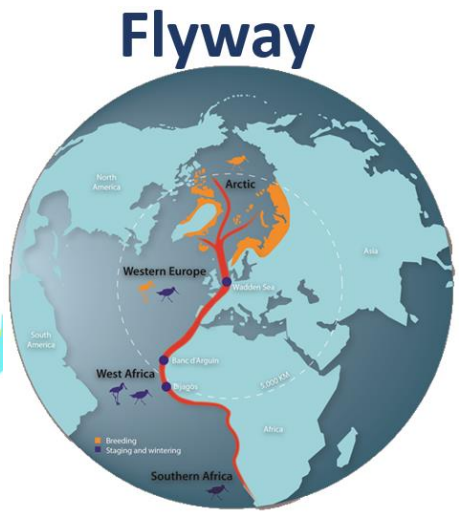 Flyway
North
America
Arctic
Asia
Western Europe
Wadden Sea
South
America
Banc d'Arguin
West Africa
Bijagós
5,000 KM
Africa
Breeding
Staging and wintering
Southern Africa